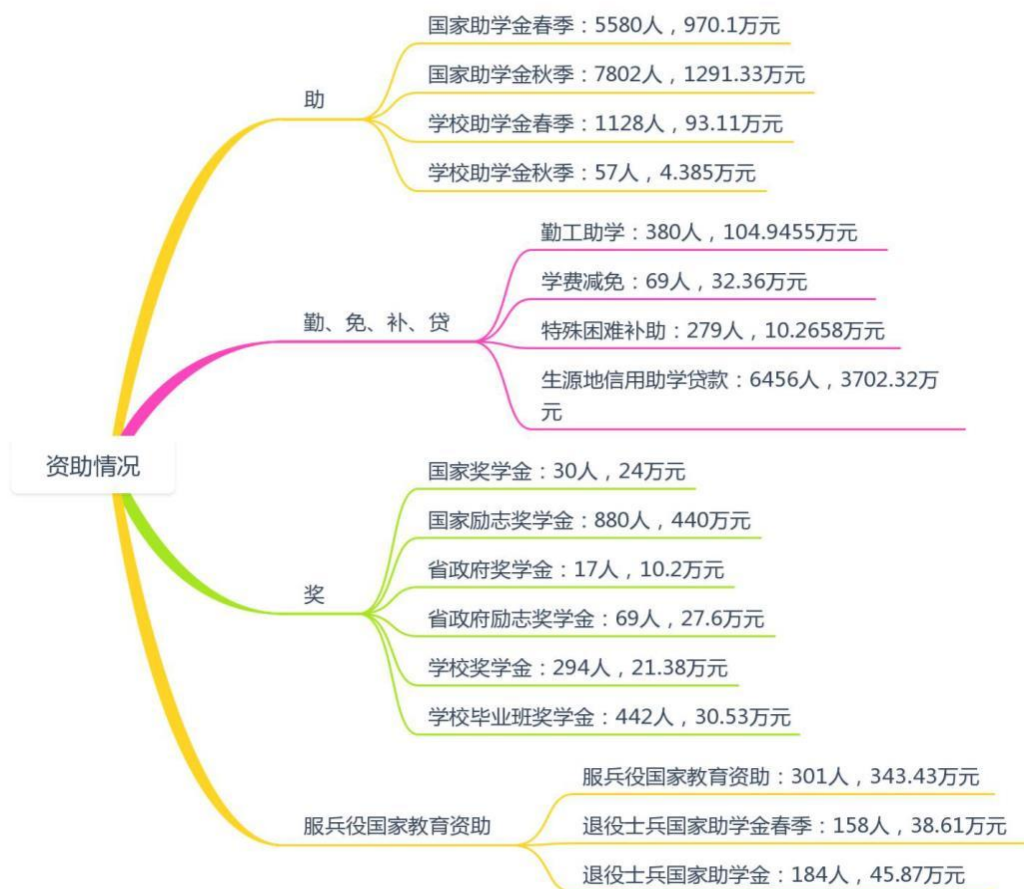 国家助学金春季：5580人，970.1万元
国家助学金秋季：7802人，1291.33万元
助
学校助学金春季：1128人，93.11万元
学校助学金秋季：57人，4.385万元
勤工助学：380人，104.9455万元
学费减免：69人，32.36万元
勤、免、补、贷
特殊困难补助：279人，10.2658万元
生源地信用助学贷款：6456人，3702.32万
元
资助情况
国家奖学金：30人，24万元
国家励志奖学金：880人，440万元
省政府奖学金：17人，10.2万元
奖
省政府励志奖学金：69人，27.6万元
学校奖学金：294人，21.38万元
学校毕业班奖学金：442人，30.53万元
服兵役国家教育资助：301人，343.43万元
服兵役国家教育资助
退役士兵国家助学金春季：158人，38.61万元
退役士兵国家助学金：184人，45.87万元